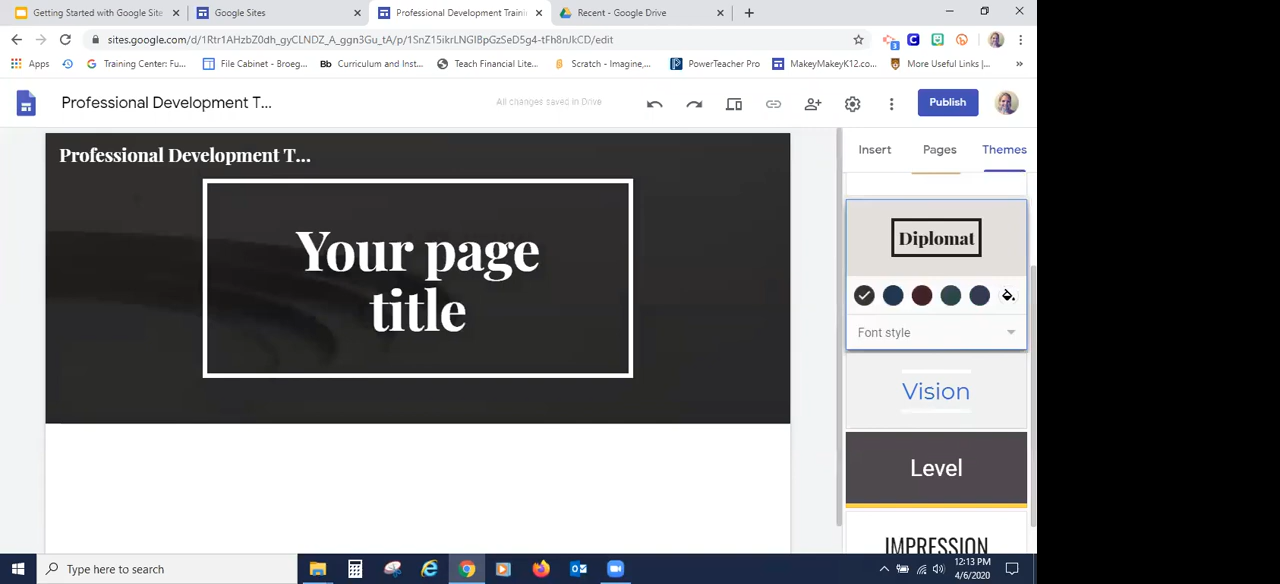 Getting Started with Google Site
Google Sites
Professional Development Traini
Recent - Google Drive
sites.google.com/d/1Rtr1AHzbZ0dh_gyCLNDZ_A_ggn3Gu_tA/p/1SnZ15ikrLNGIBpGzSeD5g4-tFh8nJkCD/edit
Apps
Training Center: Fu...
File Cabinet - Broeg...
Bb Curriculum and Inst...
Teach Financial Lite...
Scratch - Imagine,...
PowerTeacher Pro
MakeyMakeyK12.co...
More Useful Links |...
Professional Development T...
All changes saved in Drive
Publish
Professional Development T...
Your page
title
Insert
Pages
Themes
Diplomat
Font style
Vision
Level
IMPRESSION
Type here to search
12:13 PM
4/6/2020